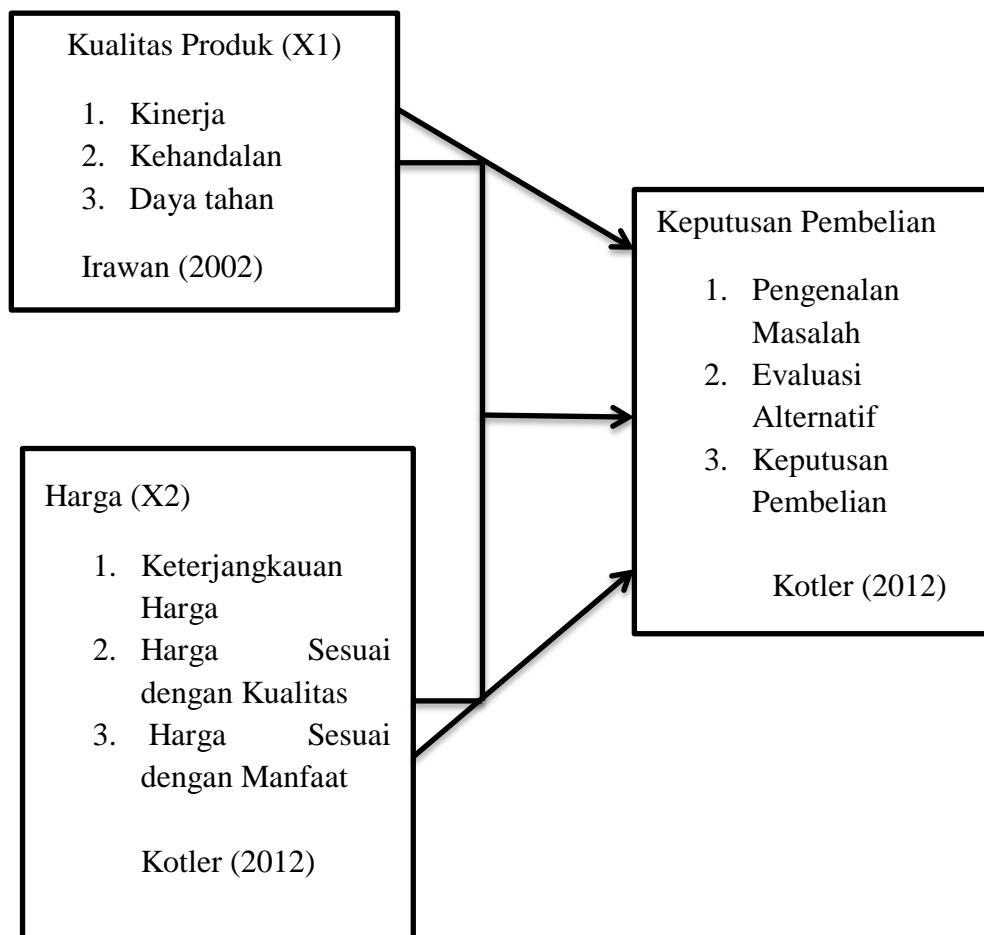 Kualitas Produk (X1)
1. Kinerja
2. Kehandalan
3. Daya tahan
Irawan (2002)
Harga (X2)
1. Keterjangkauan
Harga
2. Harga Sesuai
dengan Kualitas
3. Harga Sesuai
dengan Manfaat
Kotler (2012)
Keputusan Pembelian
1. Pengenalan
Masalah
2. Evaluasi
Alternatif
3. Keputusan
Pembelian
Kotler (2012)